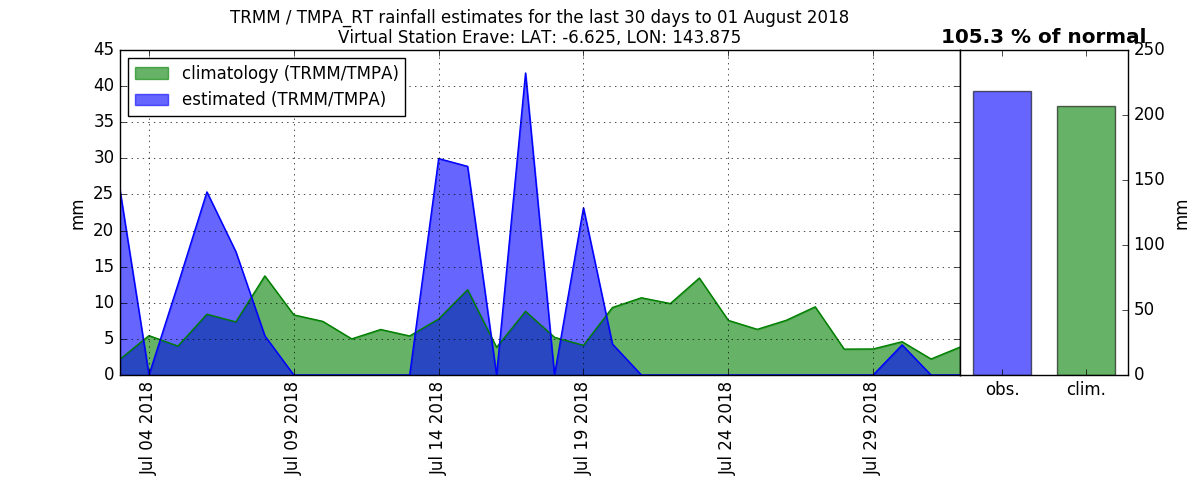 TRMM / TMPA_RT rainfall estimates for the last 30 days to 01 August 2018
Virtual Station Erave: LAT: -6.625, LON: 143.875
105.3 % of normal
climatology (TRMM/TMPA)
estimated (TRMM/TMPA)
45
40
35
30
25
20
15
10
5
0
mm
Jul 04 2018
Jul 09 2018
Jul 14 2018
Jul 19 2018
Jul 24 2018
Jul 29 2018
250
200
150
100
50
0
mm
obs.
clim.